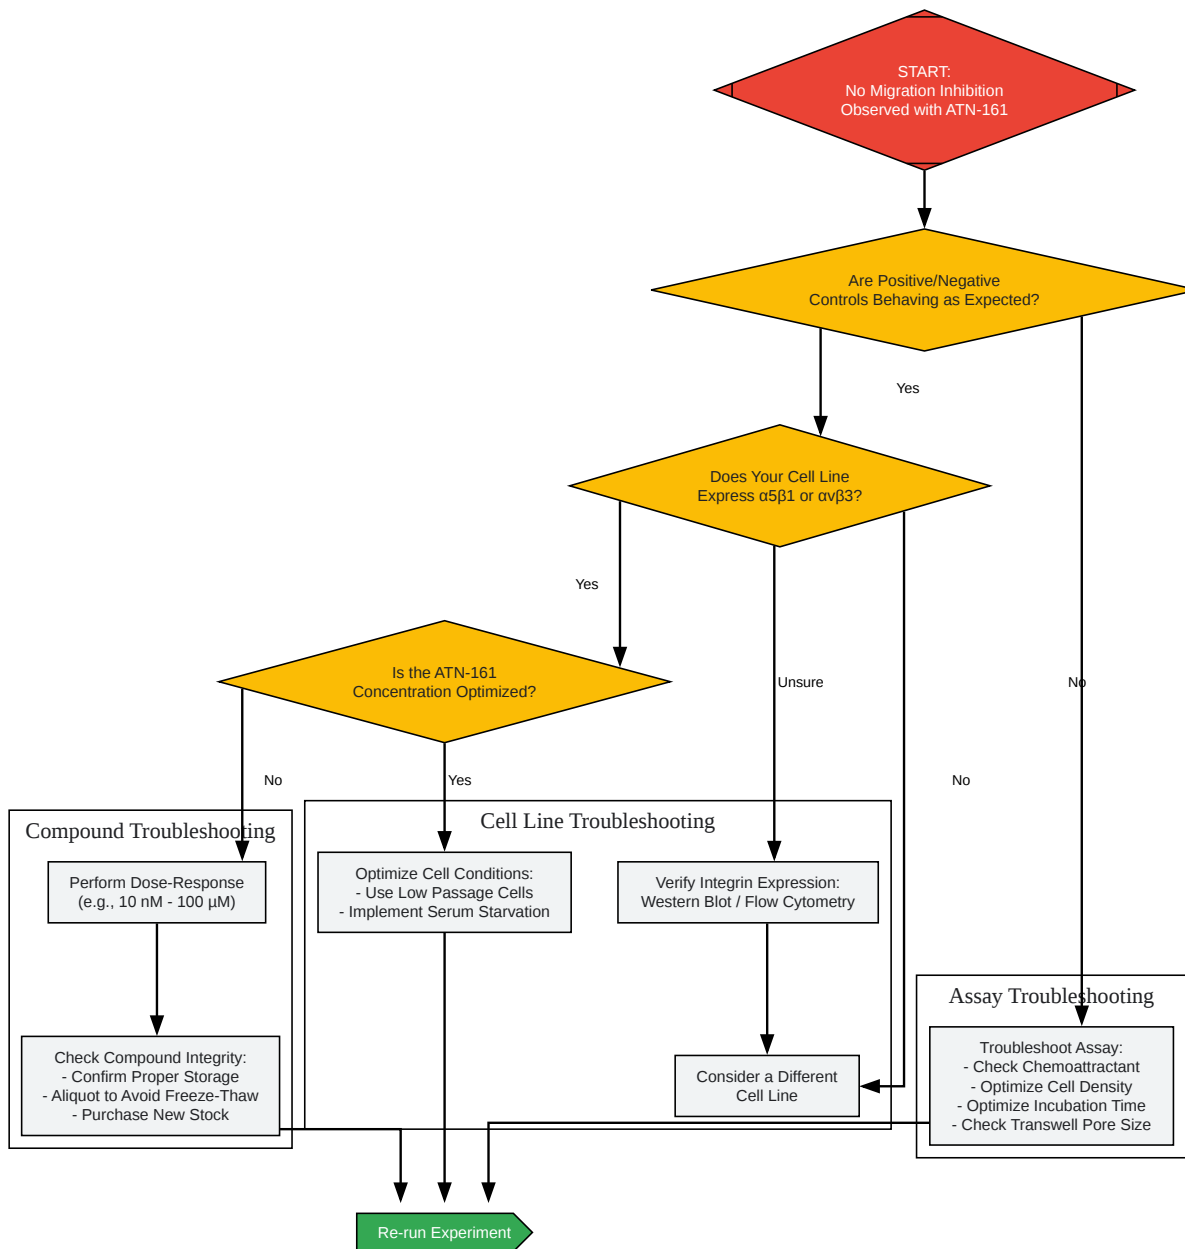 START:
No Migration Inhibition
Observed with ATN-161
Are Positive/Negative
Controls Behaving as Expected?
Yes
Does Your Cell Line
Express α5β1 or αvβ3?
Yes
Is the ATN-161
Concentration Optimized?
Unsure
No
No
Yes
No
Compound Troubleshooting
Cell Line Troubleshooting
Perform Dose-Response
(e.g., 10 nM - 100 µM)
Optimize Cell Conditions:
- Use Low Passage Cells
- Implement Serum Starvation
Verify Integrin Expression:
Western Blot / Flow Cytometry
Assay Troubleshooting
Check Compound Integrity:
- Confirm Proper Storage
- Aliquot to Avoid Freeze-Thaw
- Purchase New Stock
Consider a Different
Cell Line
Troubleshoot Assay:
- Check Chemoattractant
- Optimize Cell Density
- Optimize Incubation Time
- Check Transwell Pore Size
Re-run Experiment